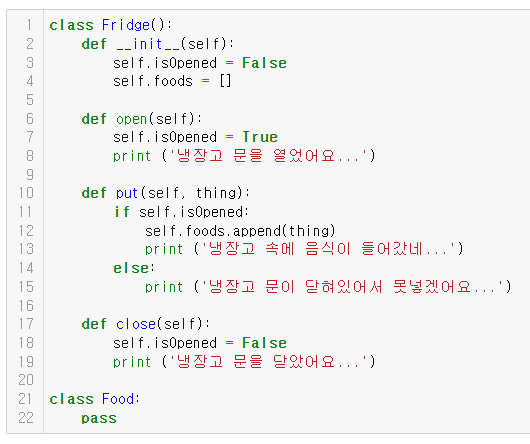 1 class Fridge():
2     def __init__(self):
3         self.isOpened = False
4         self.foods = []
5
6     def open(self):
7         self.isOpened = True
8         print ('냉장고 문을 열었어요...')
9
10     def put(self, thing):
11         if self.isOpened:
12             self.foods.append(thing)
13             print ('냉장고 속에 음식이 들어갔네...')
14         else:
15             print ('냉장고 문이 닫혀있어서 못넣겠어요...')
16
17     def close(self):
18         self.isOpened = False
19         print ('냉장고 문을 닫았어요...')
20
21 class Food:
22     pass